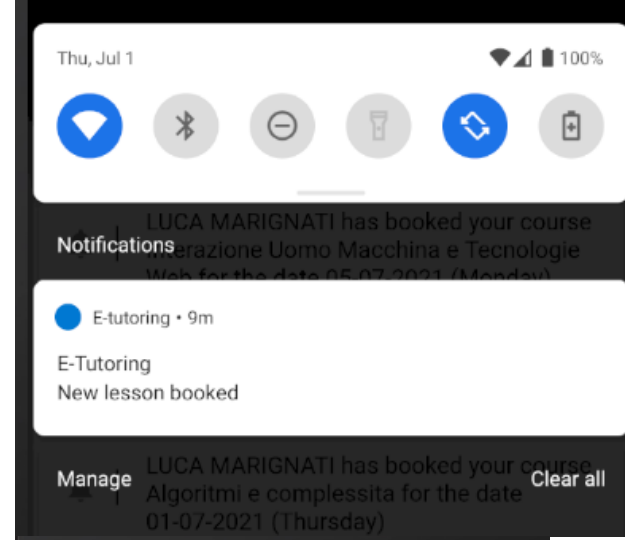 Thu, Jul 1
100%
LUCA MARIGNATI has booked your course
Notifications
Interazione Uomo Macchina e Tecnologie
Web for the date 05-07-2021 (Monday)
E-tutoring • 9m
E-Tutoring
New lesson booked
LUCA MARIGNATI has booked your course
Manage
Clear all
Algoritmi e complessita for the date
01-07-2021 (Thursday)